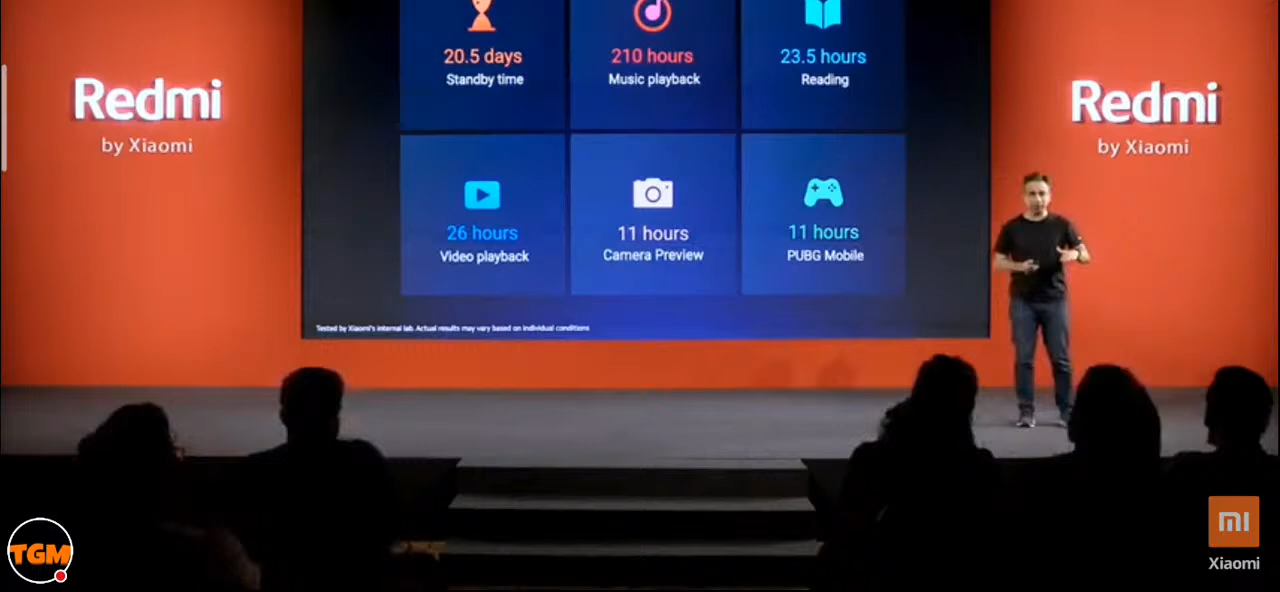 20.5 days
Standby time
210 hours
Music playback
23.5 hours
Reading
Redmi
by Xiaomi
Redmi
by Xiaomi
26 hours
Video playback
11 hours
Camera Preview
11 hours
PUBG Mobile
Tested by Xiaomi's internal lab. Actual results may vary based on individual conditions
TGM
MI
Xiaomi